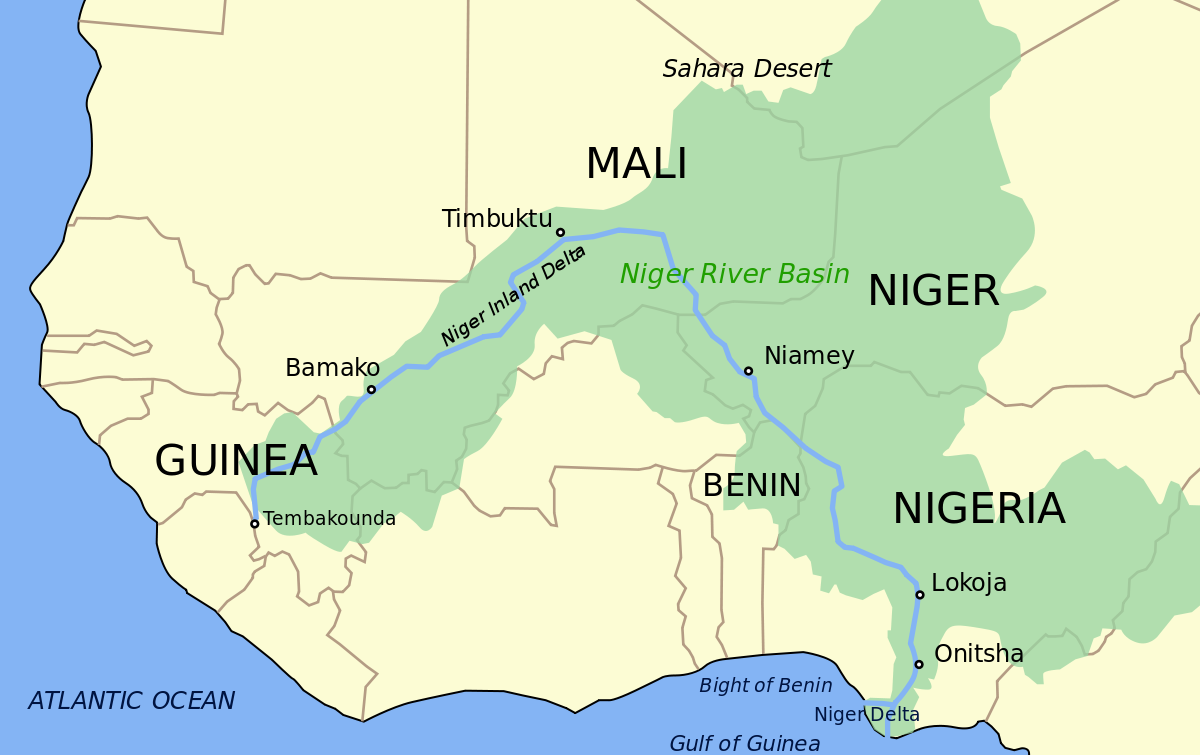 Sahara Desert
MALI
Timbuktu
Niger Inland Delta
Niger River Basin
NIGER
Bamako
Niamey
GUINEA
BENIN
NIGERIA
Tembakounda
Lokoja
Onitsha
Bight of Benin
ATLANTIC OCEAN
Niger Delta
Gulf of Guinea